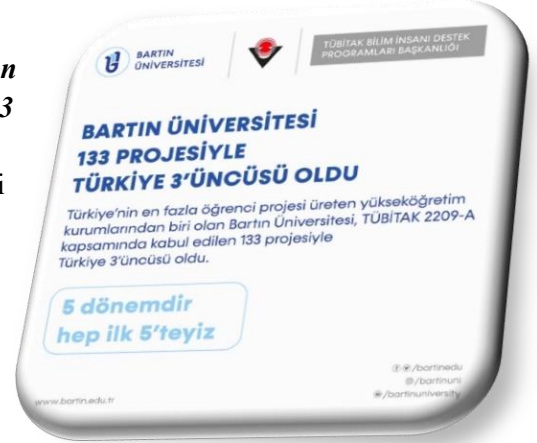 n
3
i
BARTIN
ÜNİVERSİTESİ
TÜBİTAK BİLİM İNSANI DESTEK
PROGRAMLARI BAŞKANLIĞI
BARTIN ÜNİVERSİTESİ
133 PROJESİYLE
TÜRKİYE 3’ÜNCÜSÜ OLDU
Türkiye’nin en fazla öğrenci projesi üreten yükseköğretim
kurumlarından biri olan Bartın Üniversitesi, TÜBİTAK 2209-A
kapsamında kabul edilen 133 projesiyle
Türkiye 3’üncüsü oldu.
5 dönemdir
hep ilk 5’teyiz
/bartinedu
/bartinuni
/bartinuniversity
www.bartin.edu.tr